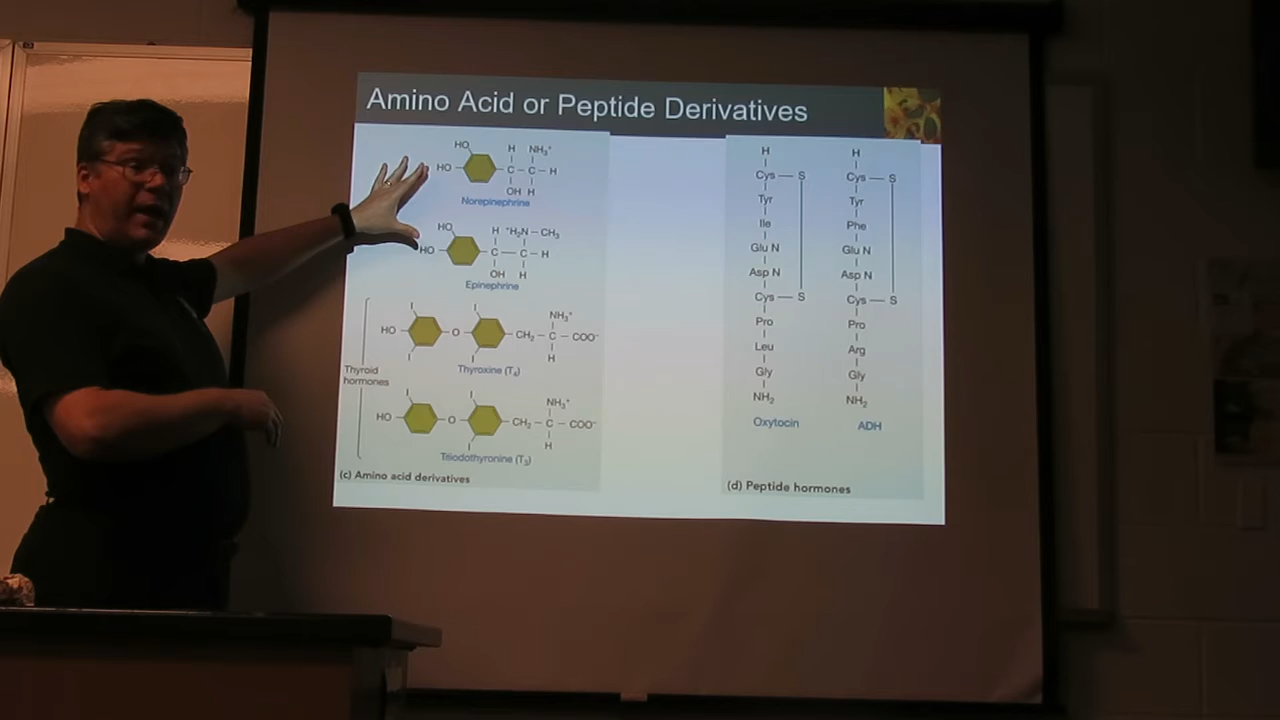 Amino Acid or Peptide Derivatives
HO
H NH₃⁺
HO — C — C — H
OH H
Norepinephrine
HO
H ⁺H₂N — CH₃
HO — C — C — H
OH H
Epinephrine
I I NH₃⁺
HO — O — CH₂ — C — COO⁻
I I H
Thyroxine (T₄)
Thyroid
hormones
I I NH₃⁺
HO — O — CH₂ — C — COO⁻
I H
Triiodothyronine (T₃)
(c) Amino acid derivatives
H
Cys — S
Tyr
Ile
Glu N
Asp N
Cys — S
Pro
Leu
Gly
NH₂
Oxytocin
H
Cys — S
Tyr
Phe
Glu N
Asp N
Cys — S
Pro
Arg
Gly
NH₂
ADH
(d) Peptide hormones